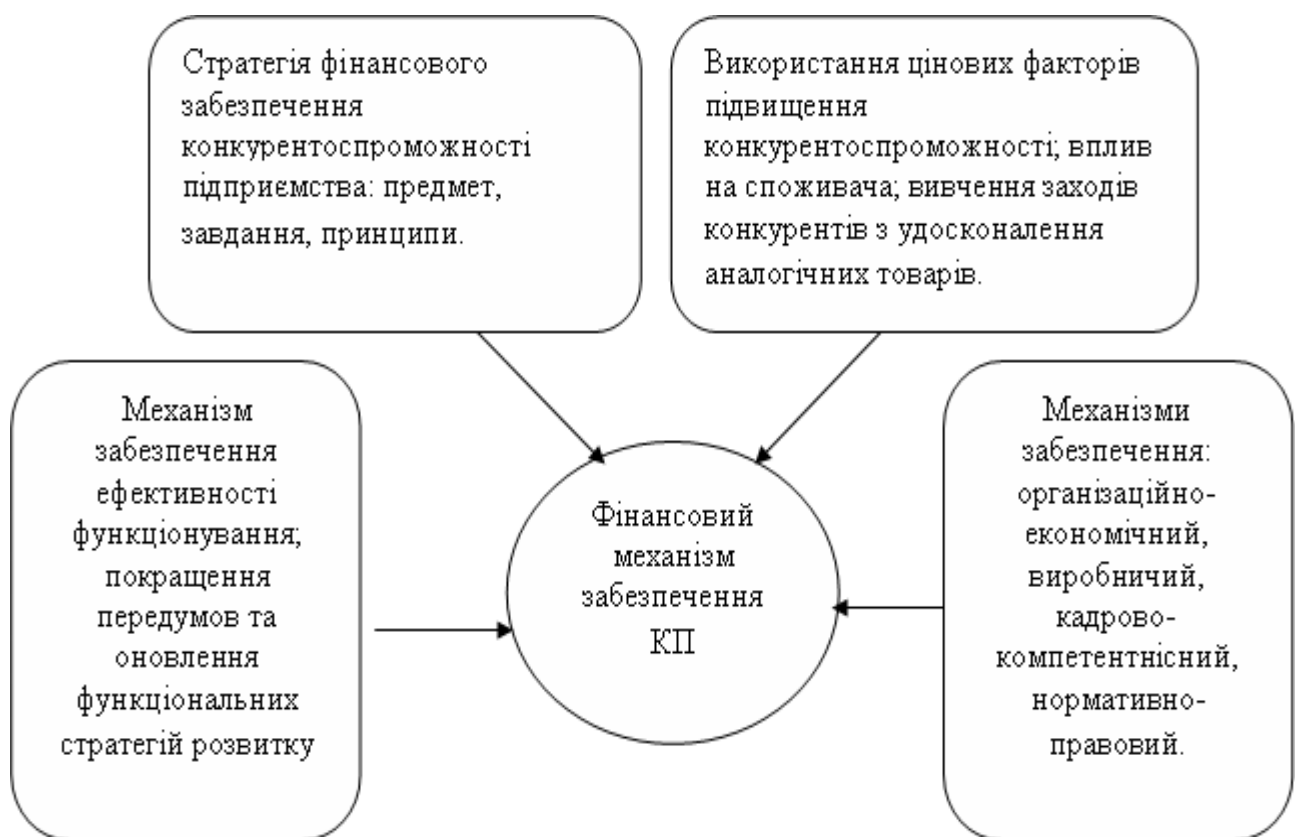 Стратегія фінансового
забезпечення
конкурентоспроможності
підприємства: предмет,
завдання, принципи.
Використання цінових факторів
підвищення
конкурентоспроможності; вплив
на споживача; вивчення заходів
конкурентів з удосконалення
аналогічних товарів.
Механізм
забезпечення
ефективності
функціонування;
покращення
передумов та
оновлення
функціональних
стратегій розвитку
Фінансовий
механізм
забезпечення
КП
Механізми
забезпечення:
організаційно-
економічний,
виробничий,
кадрово-
компетентнісний,
нормативно-
правовий.